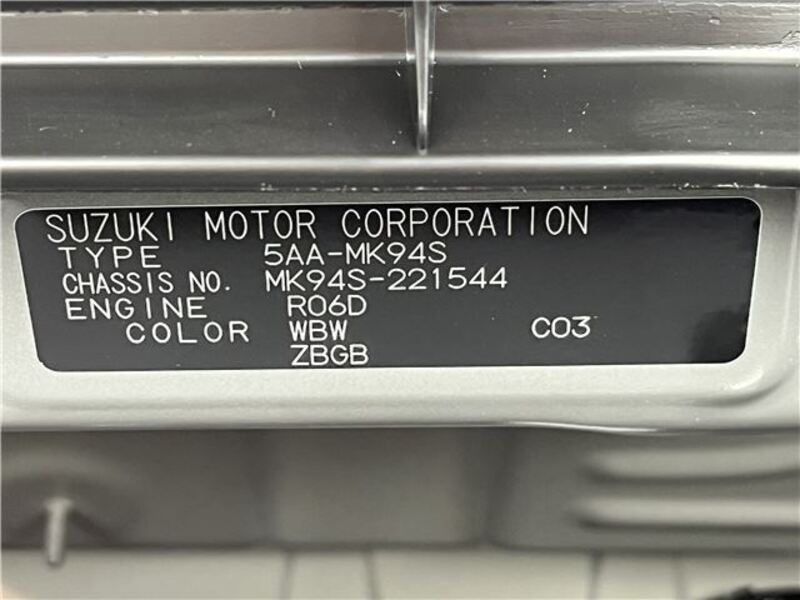 SUZUKI MOTOR CORPORATION
TYPE 5AA-MK94S
CHASSIS NO. MK94S-221544
ENGINE R06D
COLOR WBW C03
ZBGB